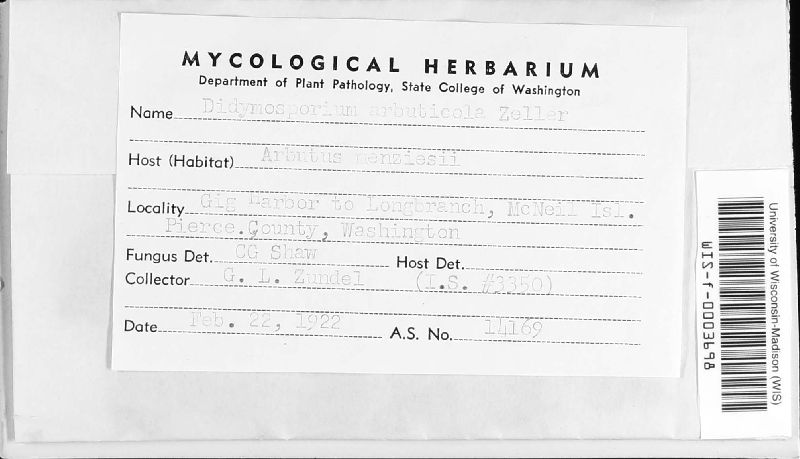 MYCOLOGICAL HERBARIUM
Department of Plant Pathology, State College of Washington
Name Didymosporium arbuticola Zeller
Host (Habitat) Arbutus menziesii
Locality Gig Harbor to Longbranch, McNeil Isl.
Pierce.County, Washington
Fungus Det. CG Shaw Host Det.
Collector G. L. Zundel (I.S. #3350)
Date Feb. 22, 1922 A.S. No. 14169
University of Wisconsin-Madison (WIS)
WIS-f-0003998